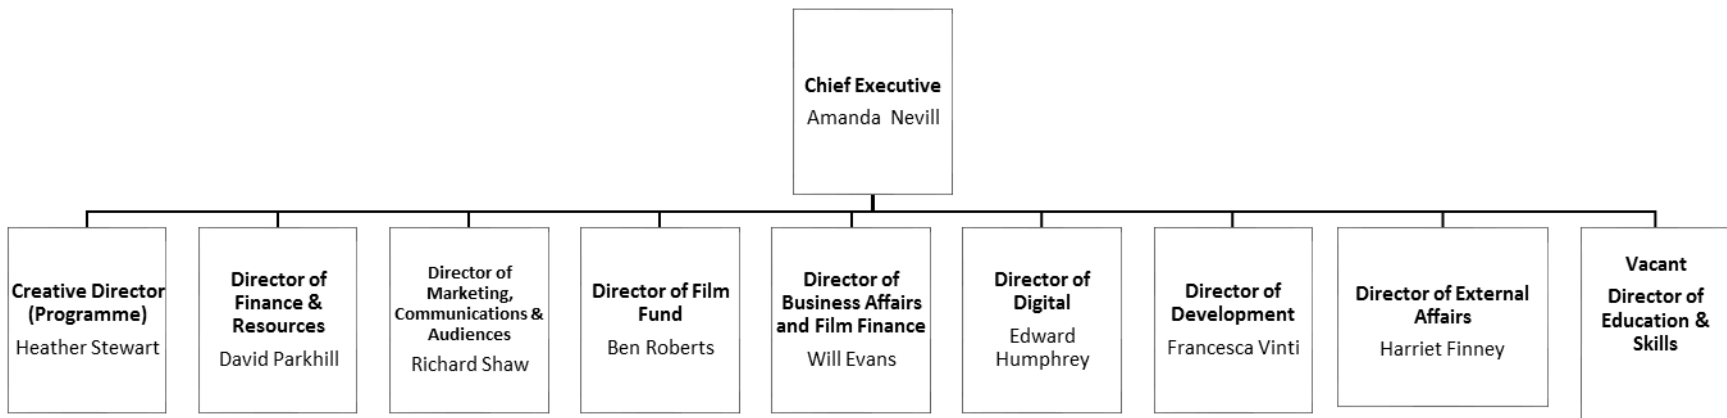 Chief Executive
Amanda Nevill
Creative Director
(Programme)
Heather Stewart
Director of
Finance &
Resources
David Parkhill
Director of
Marketing,
Communications &
Audiences
Richard Shaw
Director of Film
Fund
Ben Roberts
Director of
Business Affairs
and Film Finance
Will Evans
Director of
Digital
Edward
Humphrey
Director of
Development
Francesca Vinti
Director of External
Affairs
Harriet Finney
Vacant
Director of
Education &
Skills